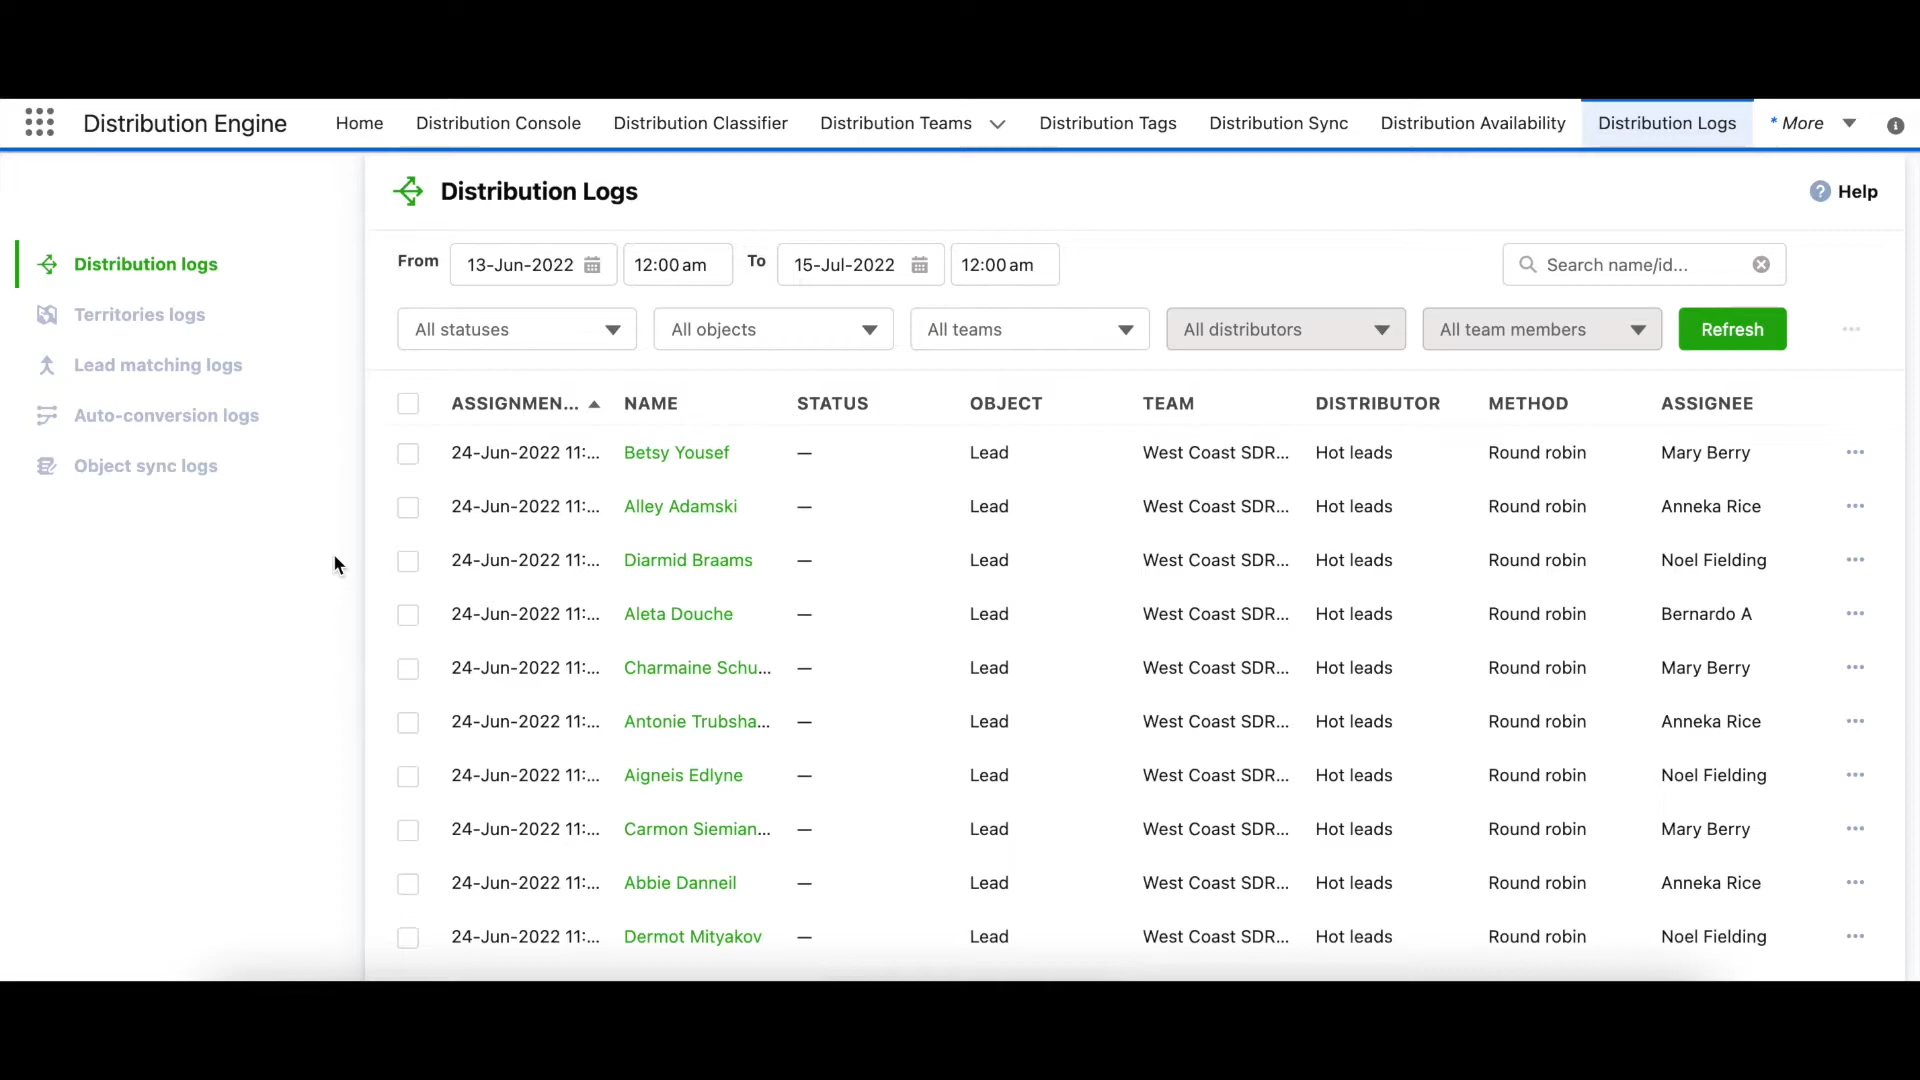 Distribution Engine Home Distribution Console Distribution Classifier Distribution Teams Distribution Tags Distribution Sync Distribution Availability Distribution Logs * More
Distribution Logs Help
Distribution logs
Territories logs
Lead matching logs
Auto-conversion logs
Object sync logs
From 13-Jun-2022 12:00 am To 15-Jul-2022 12:00 am Search name/id...
All statuses All objects All teams All distributors All team members Refresh
ASSIGNMEN... NAME STATUS OBJECT TEAM DISTRIBUTOR METHOD ASSIGNEE
24-Jun-2022 11:... Betsy Yousef — Lead West Coast SDR... Hot leads Round robin Mary Berry
24-Jun-2022 11:... Alley Adamski — Lead West Coast SDR... Hot leads Round robin Anneka Rice
24-Jun-2022 11:... Diarmid Braams — Lead West Coast SDR... Hot leads Round robin Noel Fielding
24-Jun-2022 11:... Aleta Douche — Lead West Coast SDR... Hot leads Round robin Bernardo A
24-Jun-2022 11:... Charmaine Schu... — Lead West Coast SDR... Hot leads Round robin Mary Berry
24-Jun-2022 11:... Antonie Trubsha... — Lead West Coast SDR... Hot leads Round robin Anneka Rice
24-Jun-2022 11:... Aigneis Edlyne — Lead West Coast SDR... Hot leads Round robin Noel Fielding
24-Jun-2022 11:... Carmon Siemian... — Lead West Coast SDR... Hot leads Round robin Mary Berry
24-Jun-2022 11:... Abbie Danneil — Lead West Coast SDR... Hot leads Round robin Anneka Rice
24-Jun-2022 11:... Dermot Mityakov — Lead West Coast SDR... Hot leads Round robin Noel Fielding